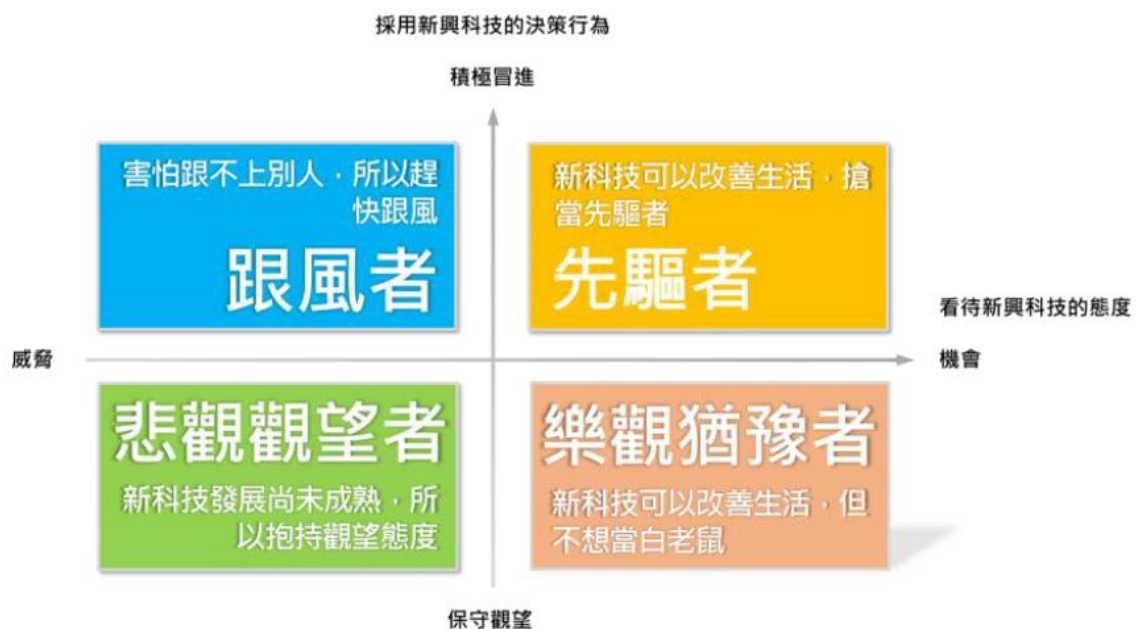 採用新興科技的決策行為
積極冒進
害怕跟不上別人，所以趕
快跟風
跟風者
新科技可以改善生活，搶
當先驅者
先驅者
看待新興科技的態度
威脅
機會
悲觀觀望者
新科技發展尚未成熟，所
以抱持觀望態度
樂觀猶豫者
新科技可以改善生活，但
不想當白老鼠
保守觀望